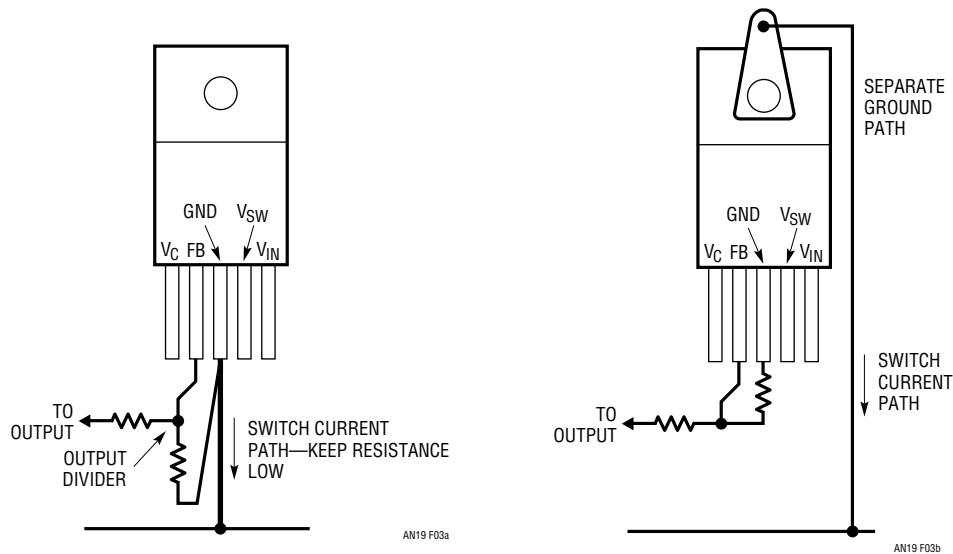 GND V_SW
V_C FB V_IN
TO
OUTPUT
OUTPUT
DIVIDER
SWITCH CURRENT
PATH—KEEP RESISTANCE
LOW
AN19 F03a
SEPARATE
GROUND
PATH
GND V_SW
V_C FB V_IN
SWITCH
CURRENT
PATH
TO
OUTPUT
AN19 F03b